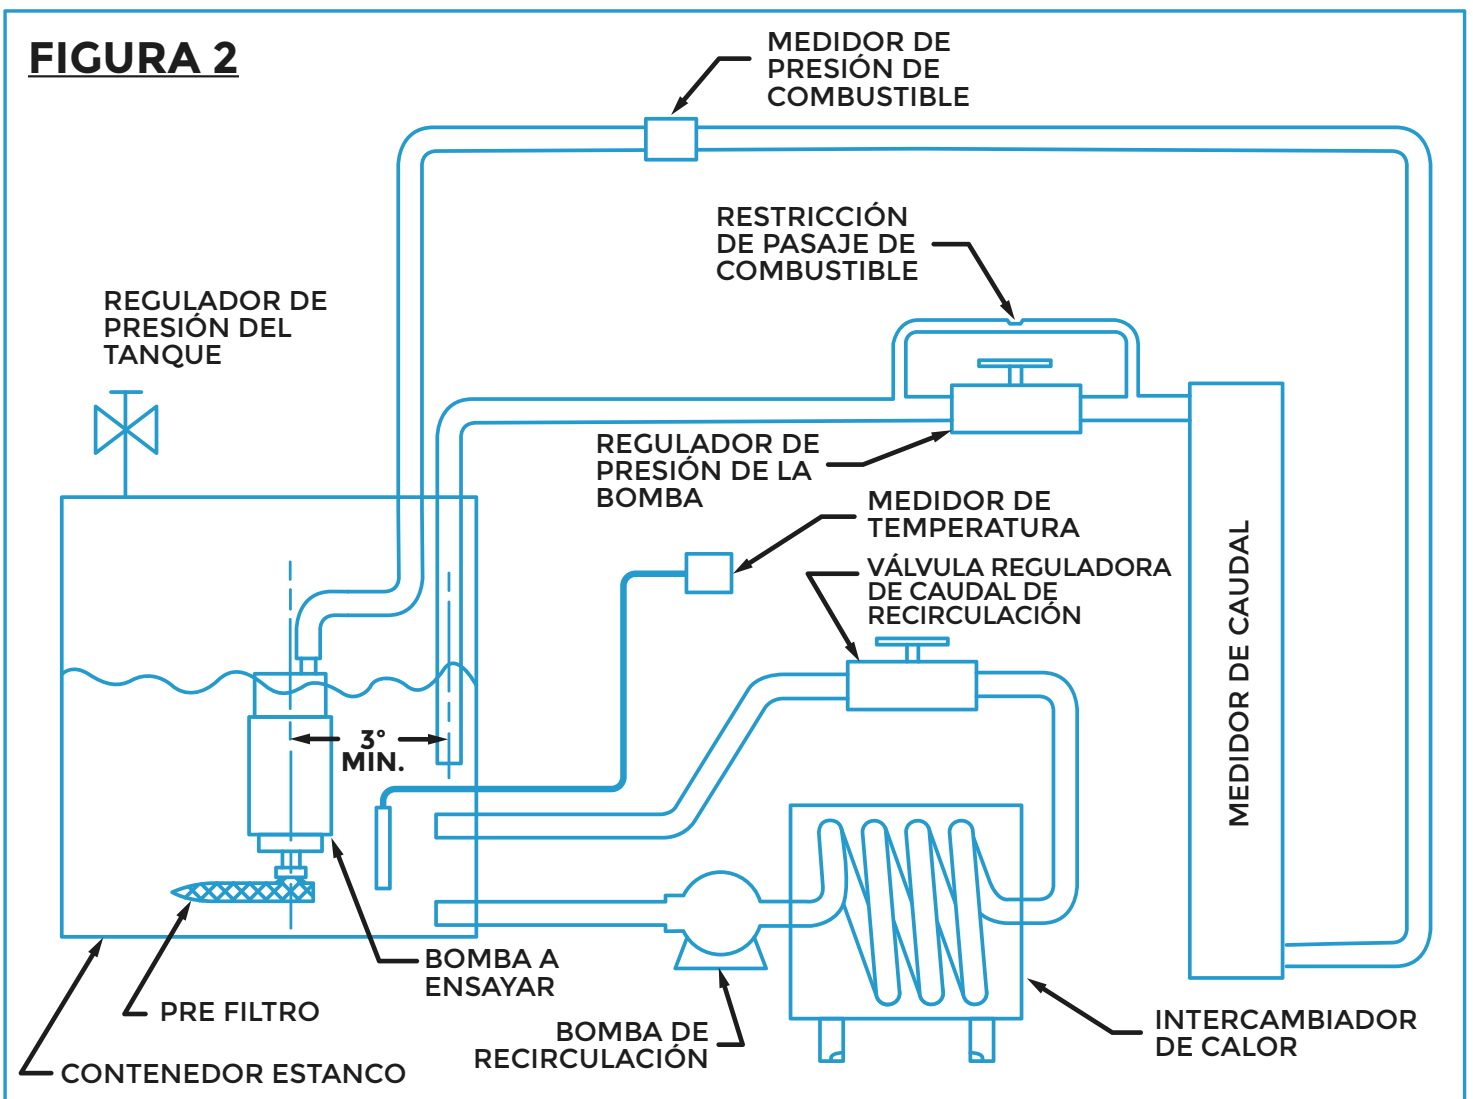 FIGURA 2
MEDIDOR DE
PRESIÓN DE
COMBUSTIBLE
RESTRICCIÓN
DE PASAJE DE
COMBUSTIBLE
REGULADOR DE
PRESIÓN DEL
TANQUE
REGULADOR DE
PRESIÓN DE LA
BOMBA
MEDIDOR DE
TEMPERATURA
VÁLVULA REGULADORA
DE CAUDAL DE
RECIRCULACIÓN
MEDIDOR DE CAUDAL
3°
MIN.
BOMBA A
ENSAYAR
PRE FILTRO
BOMBA DE
RECIRCULACIÓN
INTERCAMBIADOR
DE CALOR
CONTENEDOR ESTANCO